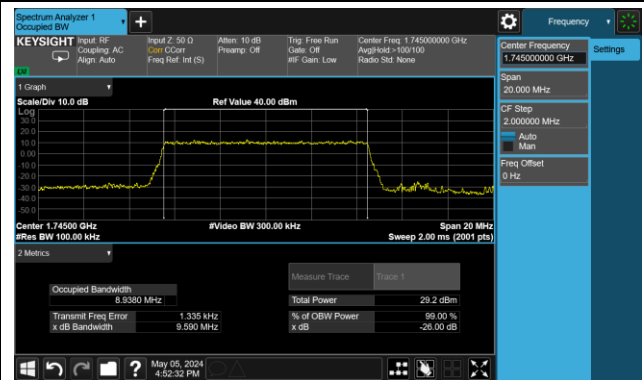 Spectrum Analyzer 1
Occupied BW
Frequency
KEYSIGHT
Input: RF
Coupling: AC
Align: Auto
Input Z: 50 Ω
Corr CCorr
Freq Ref: Int (S)
Atten: 10 dB
Preamp: Off
Trig: Free Run
Gate: Off
#IF Gain: Low
Center Freq: 1.745000000 GHz
Avg|Hold:>100/100
Radio Std: None
Center Frequency
1.745000000 GHz
Settings
Span
20.000 MHz
CF Step
2.000000 MHz
Auto
Man
Freq Offset
0 Hz
1 Graph
Scale/Div 10.0 dB
Ref Value 40.00 dBm
Log
30.0
20.0
10.0
0.00
-10.0
-20.0
-30.0
-40.0
-50.0
Center 1.74500 GHz
#Video BW 300.00 kHz
Span 20 MHz
#Res BW 100.00 kHz
Sweep 2.00 ms (2001 pts)
2 Metrics
Measure Trace
Trace 1
Occupied Bandwidth
8.9380 MHz
Total Power
29.2 dBm
Transmit Freq Error
1.335 kHz
% of OBW Power
99.00 %
x dB Bandwidth
9.590 MHz
x dB
-26.00 dB
May 05, 2024
4:52:32 PM